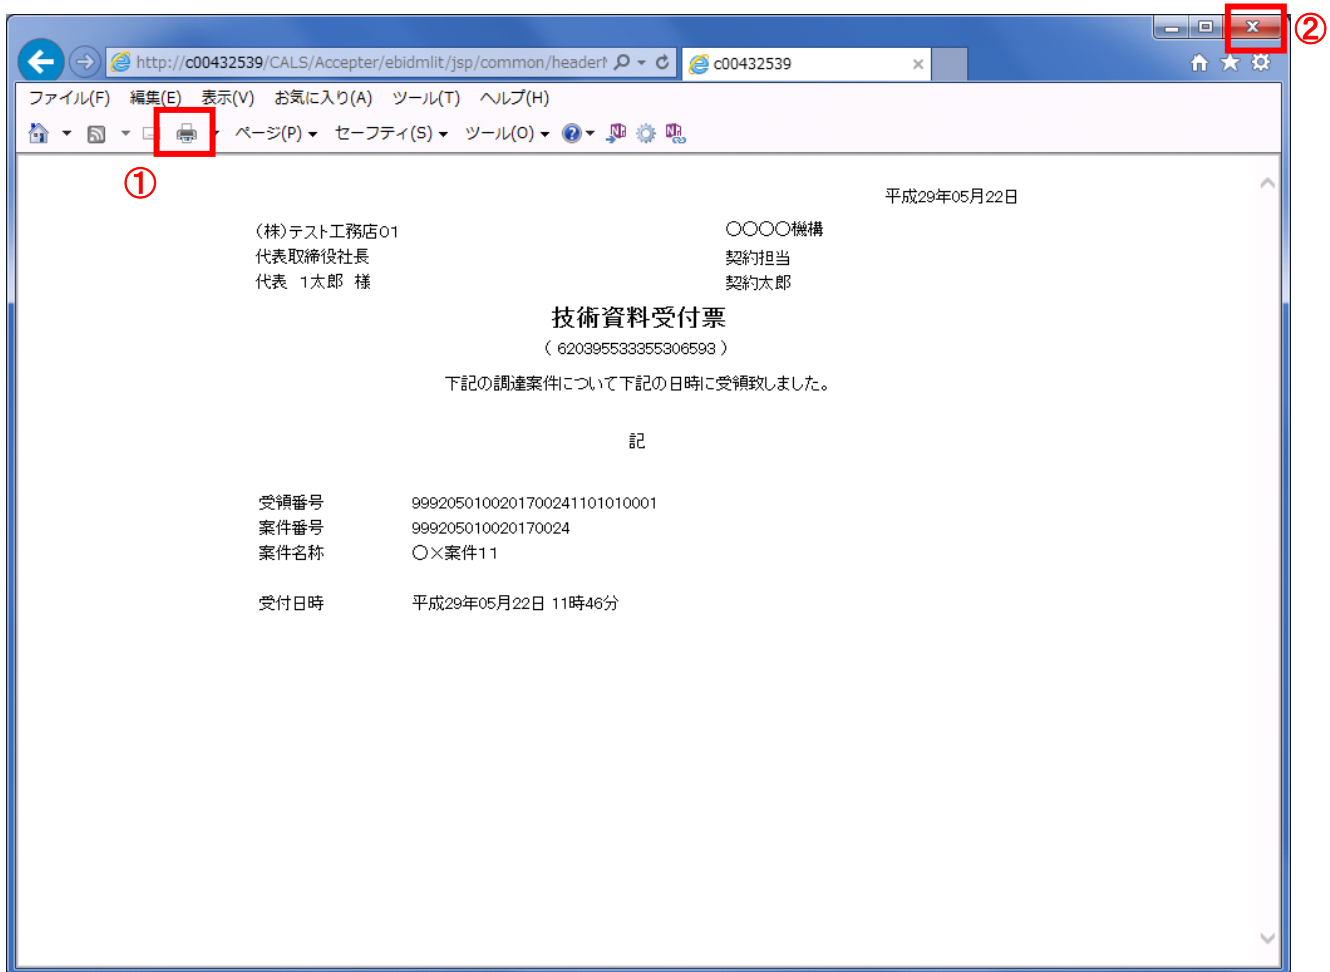 ②
http://c00432539/CALS/Accepter/ebidmlit/jsp/common/header
c00432539
ファイル(F) 編集(E) 表示(V) お気に入り(A) ツール(T) ヘルプ(H)
ページ(P) セーフティ(S) ツール(O)
①
平成29年05月22日
(株)テスト工務店01
代表取締役社長
代表 1太郎 様
〇〇〇〇機構
契約担当
契約太郎
技術資料受付票
( 620395533355306593 )
下記の調達案件について下記の日時に受領致しました。
記
受領番号 9992050100201700241101010001
案件番号 999205010020170024
案件名称 〇×案件11
受付日時 平成29年05月22日 11時46分